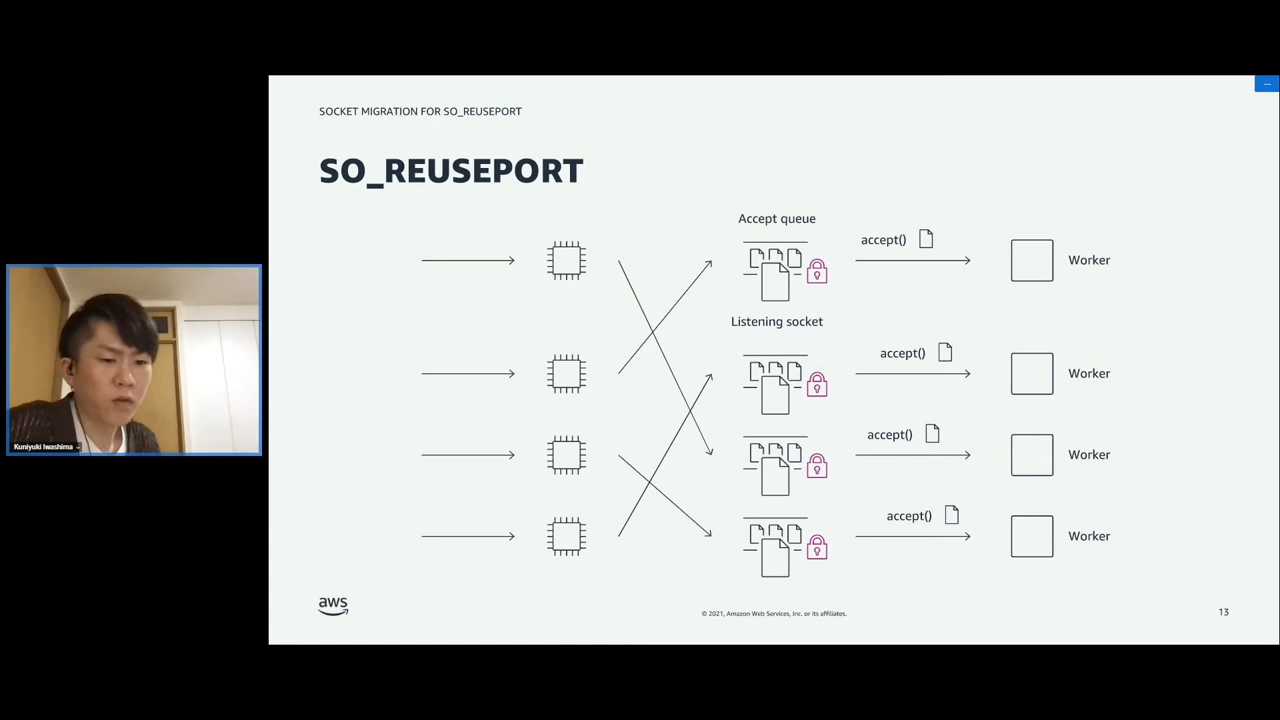 SOCKET MIGRATION FOR SO_REUSEPORT
SO_REUSEPORT
Accept queue
accept()
Worker
Listening socket
accept()
Worker
accept()
Worker
accept()
Worker
Kuniyuki Iwashima
aws
© 2021, Amazon Web Services, Inc. or its affiliates.
13